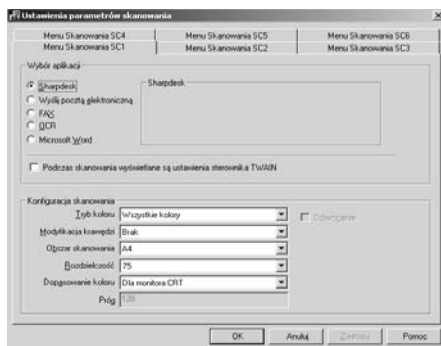 Ustawienia parametrów skanowania
Menu Skanowania SC4 Menu Skanowania SC5 Menu Skanowania SC6
Menu Skanowania SC1 Menu Skanowania SC2 Menu Skanowania SC3
Wybór aplikacji
Sharpdesk
Wyślij pocztą elektroniczną
FAX
OCR
Microsoft Word
Sharpdesk
Podczas skanowania wyświetlane są ustawienia sterownika TWAIN
Konfiguracja skanowania
Tryb koloru Wszystkie kolory
Odwrócenie
Modyfikacja krawędzi Brak
Obszar skanowania A4
Rozdzielczość 75
Dopasowanie koloru Dla monitora CRT
Próg 128
OK Anuluj Zastosuj Pomoc